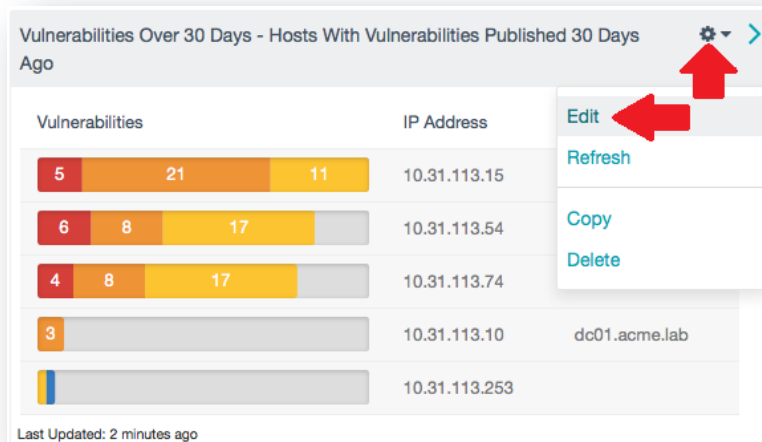 Vulnerabilities Over 30 Days - Hosts With Vulnerabilities Published 30 Days
Ago
Vulnerabilities IP Address
Edit
Refresh
Copy
Delete
5 21 11 10.31.113.15
6 8 17 10.31.113.54
4 8 17 10.31.113.74
3 10.31.113.10 dc01.acme.lab
10.31.113.253
Last Updated: 2 minutes ago